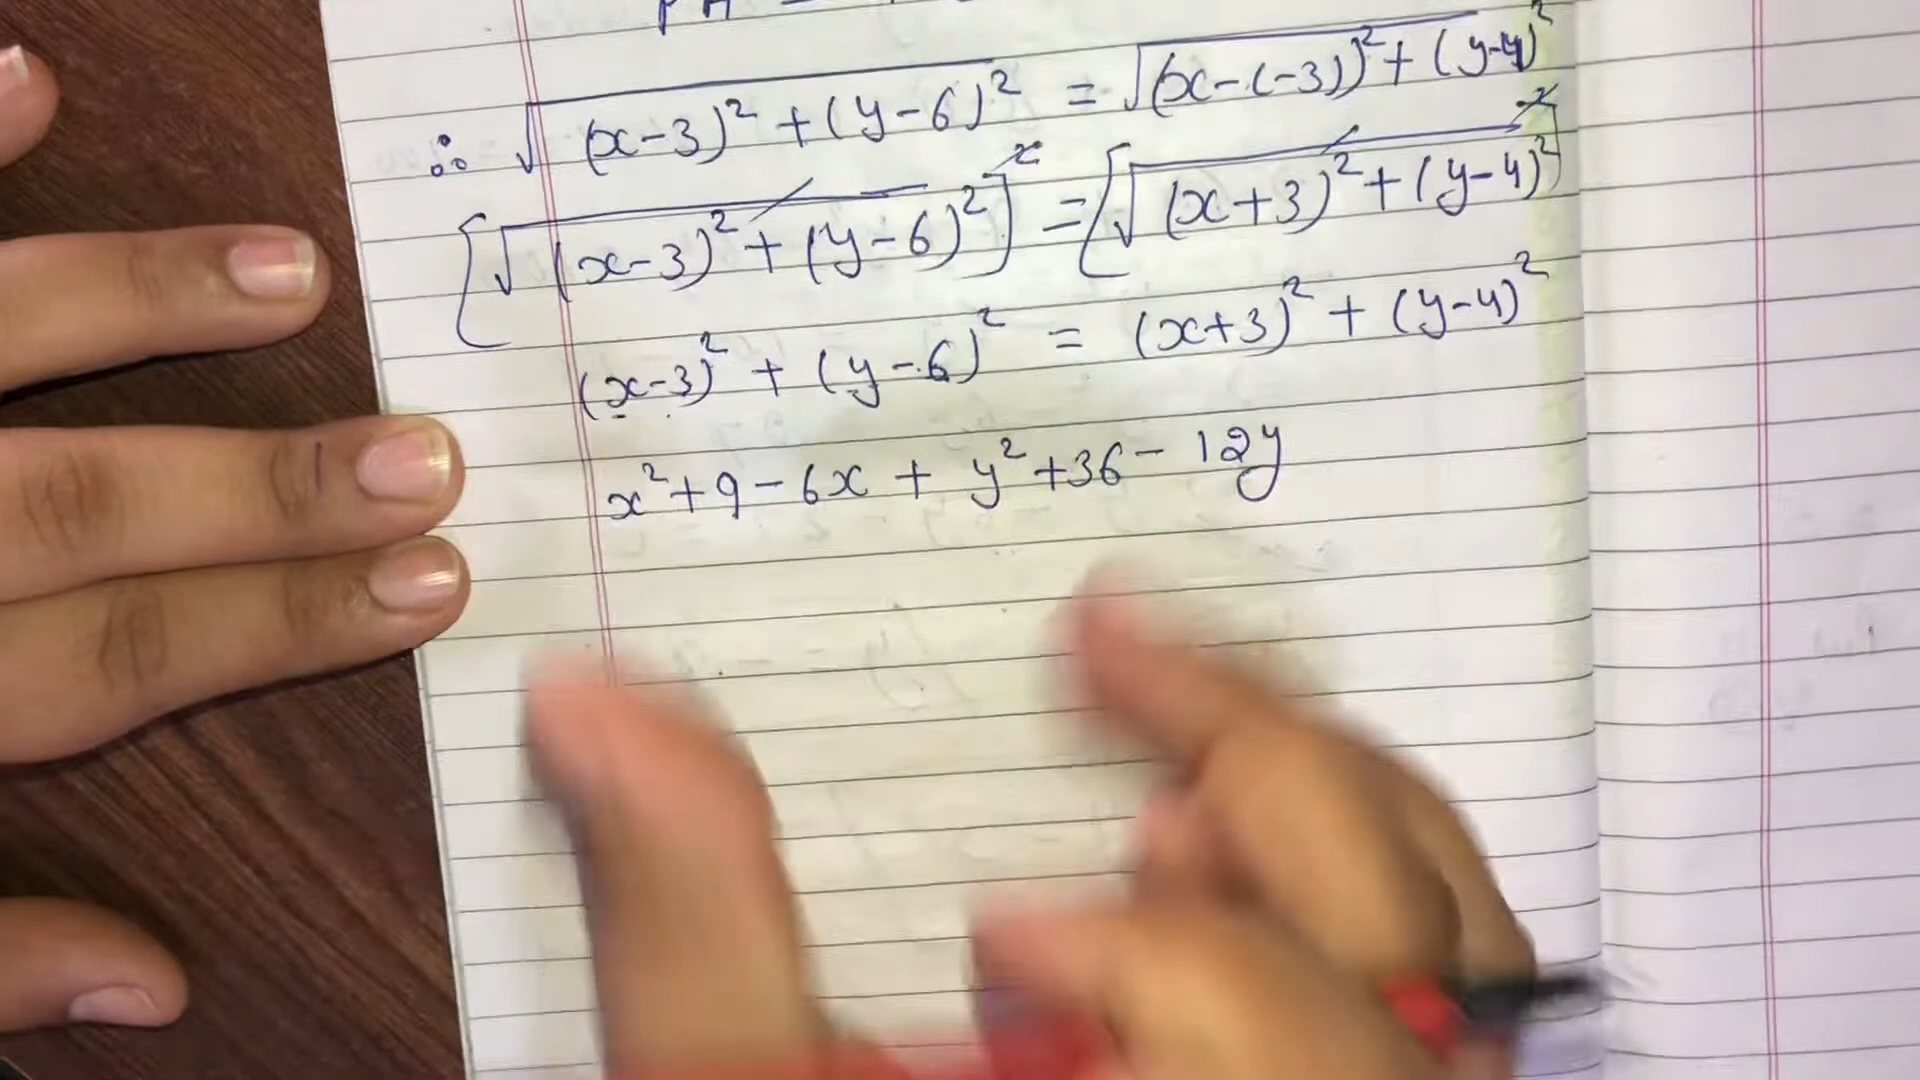 ∴ √(x-3)² + (y-6)² = √(x-(-3))² + (y-4)²
[√(x-3)² + (y-6)²]² = [√(x+3)² + (y-4)²]²
(x-3)² + (y-6)² = (x+3)² + (y-4)²
x² + 9 - 6x + y² + 36 - 12y